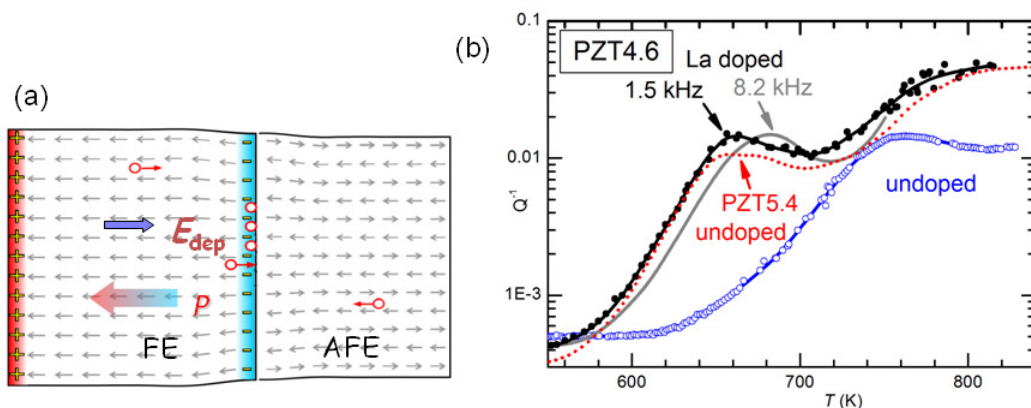 (a)
E_dep
P
FE
AFE
(b)
PZT4.6
La doped
1.5 kHz
8.2 kHz
PZT5.4
undoped
undoped
Q⁻¹
0.1
0.01
1E-3
600
700
800
T (K)